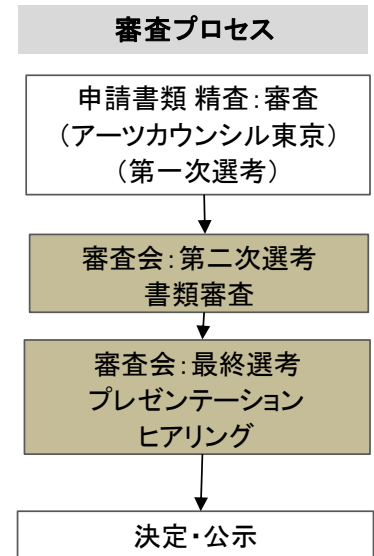 審査プロセス
申請書類 精査：審査
（アーツカウンシル東京）
（第一次選考）
審査会：第二次選考
書類審査
審査会：最終選考
プレゼンテーション
ヒアリング
決定・公示